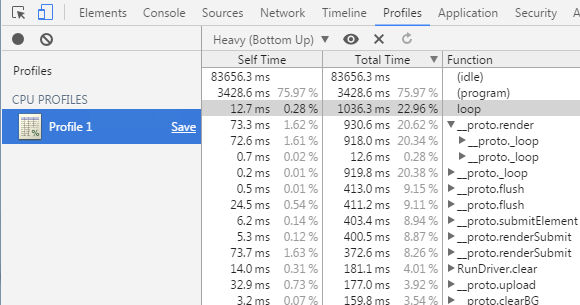 Elements Console Sources Network Timeline Profiles Application Security
Heavy (Bottom Up)
Profiles
CPU PROFILES
Profile 1 Save
Self Time Total Time Function
83656.3 ms 83656.3 ms (idle)
3428.6 ms 75.97 % 3428.6 ms 75.97 % (program)
12.7 ms 0.28 % 1036.3 ms 22.96 % loop
73.3 ms 1.62 % 930.6 ms 20.62 % __proto.render
72.6 ms 1.61 % 918.0 ms 20.34 % __proto._loop
0.7 ms 0.02 % 12.6 ms 0.28 % __proto._loop
0.2 ms 0.01 % 919.8 ms 20.38 % __proto._loop
0.5 ms 0.01 % 413.0 ms 9.15 % __proto.flush
24.5 ms 0.54 % 411.2 ms 9.11 % __proto.flush
6.2 ms 0.14 % 403.4 ms 8.94 % __proto.submitElement
5.3 ms 0.12 % 400.5 ms 8.87 % __proto.renderSubmit
73.7 ms 1.63 % 372.6 ms 8.26 % __proto.renderSubmit
14.0 ms 0.31 % 181.1 ms 4.01 % RunDriver.clear
32.9 ms 0.73 % 177.0 ms 3.92 % __proto.upload
3.2 ms 0.07 % 159.8 ms 3.54 % __proto.clearBG